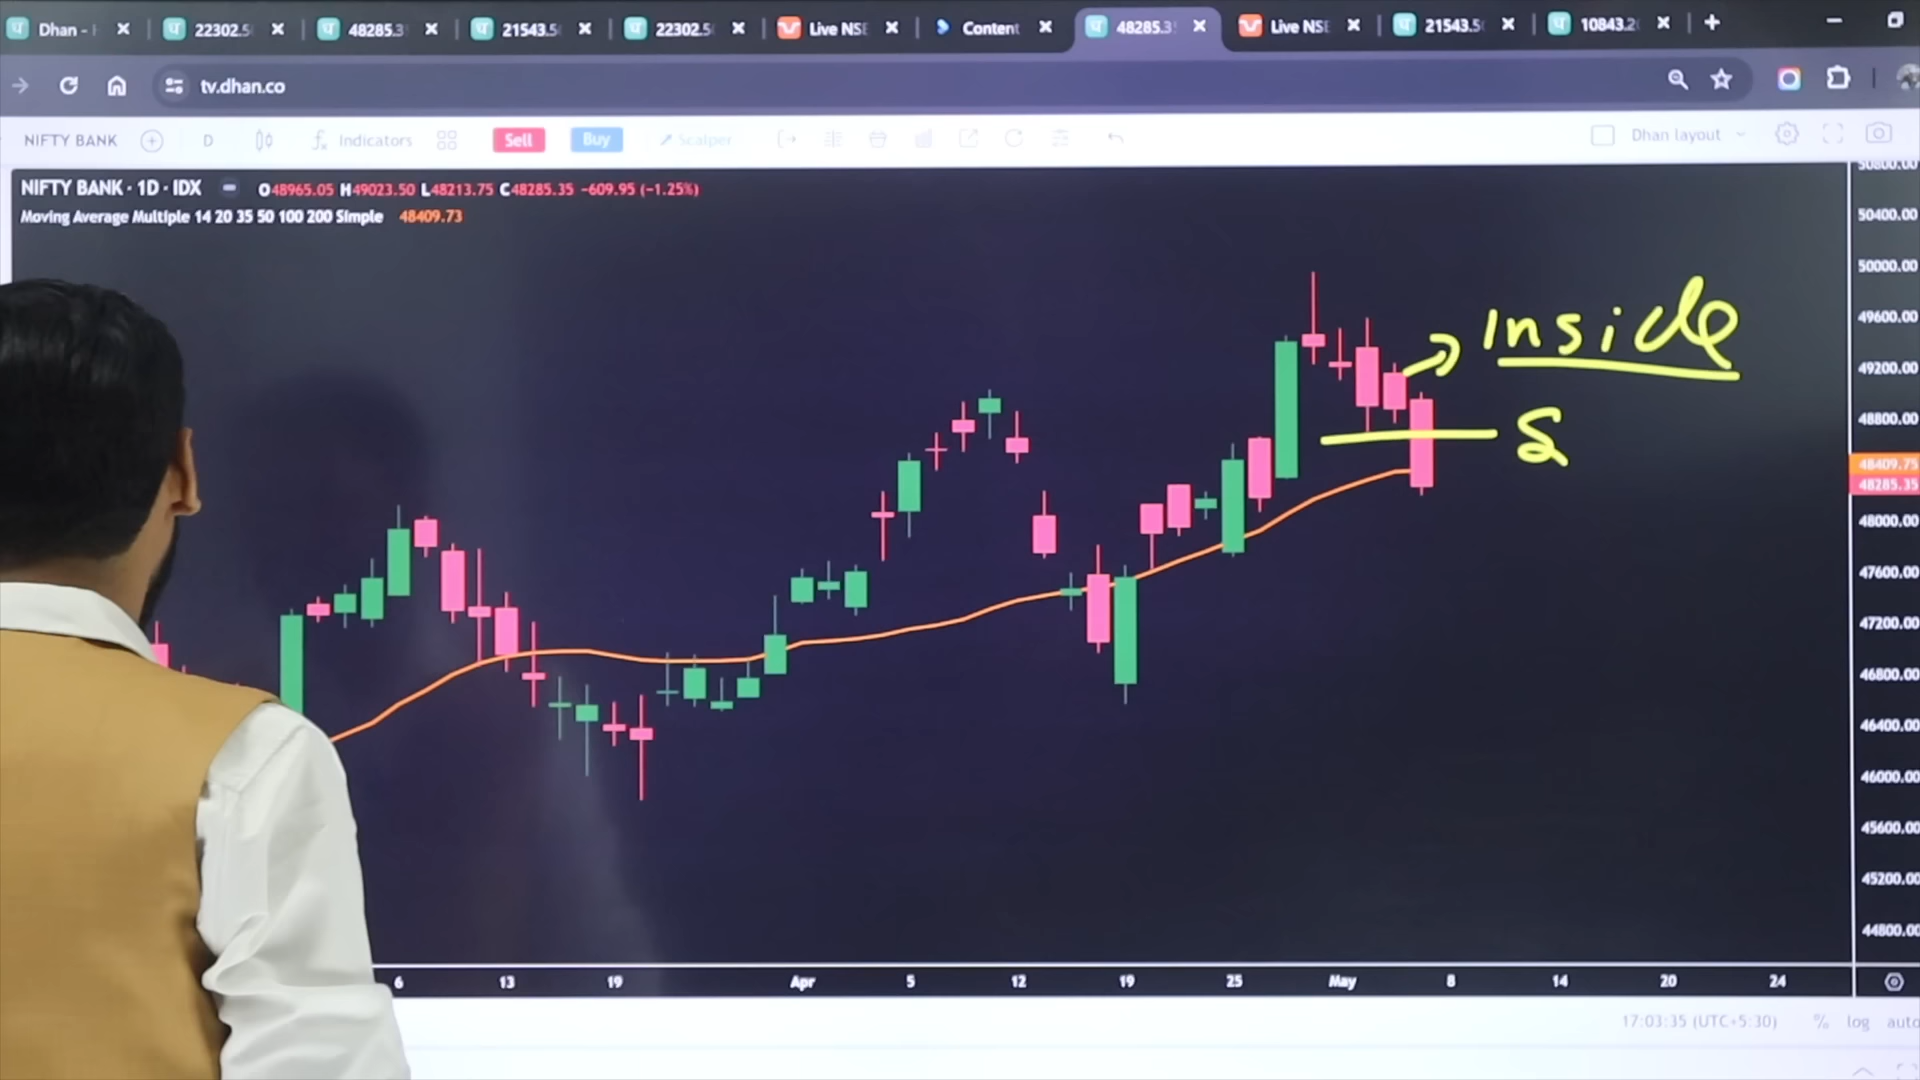 Dhan - 22302.5 48285.3 21543.5 22302.5 Live NSE Content 48285.3 Live NSE 21543.5 10843.2
tv.dhan.co
NIFTY BANK D Indicators Sell Buy Scalper Dhan layout
NIFTY BANK · 1D · IDX O48965.05 H49023.50 L48213.75 C48285.35 −609.95 (−1.25%)
Moving Average Multiple 14 20 35 50 100 200 Simple 48409.73
50800.00
50400.00
50000.00
49600.00
49200.00
48800.00
48409.75
48285.35
48000.00
47600.00
47200.00
46800.00
46400.00
46000.00
45600.00
45200.00
44800.00
Inside
S
6 13 19 Apr 5 12 19 25 May 8 14 20 24
17:03:35 (UTC+5:30) % log auto